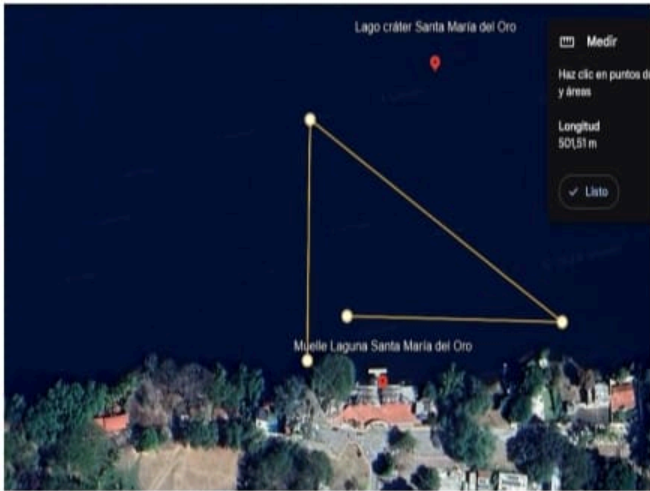 Lago cráter Santa María del Oro
Medir
Haz clic en puntos de
y áreas
Longitud
501,51 m
Listo
Muelle Laguna Santa María del Oro